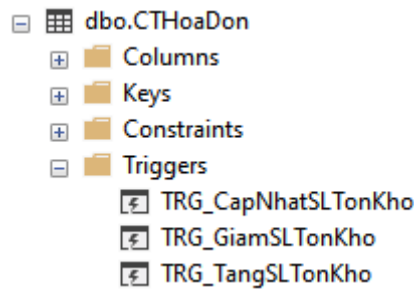 dbo.CTHoaDon
Columns
Keys
Constraints
Triggers
TRG_CapNhatSLTonKho
TRG_GiamSLTonKho
TRG_TangSLTonKho